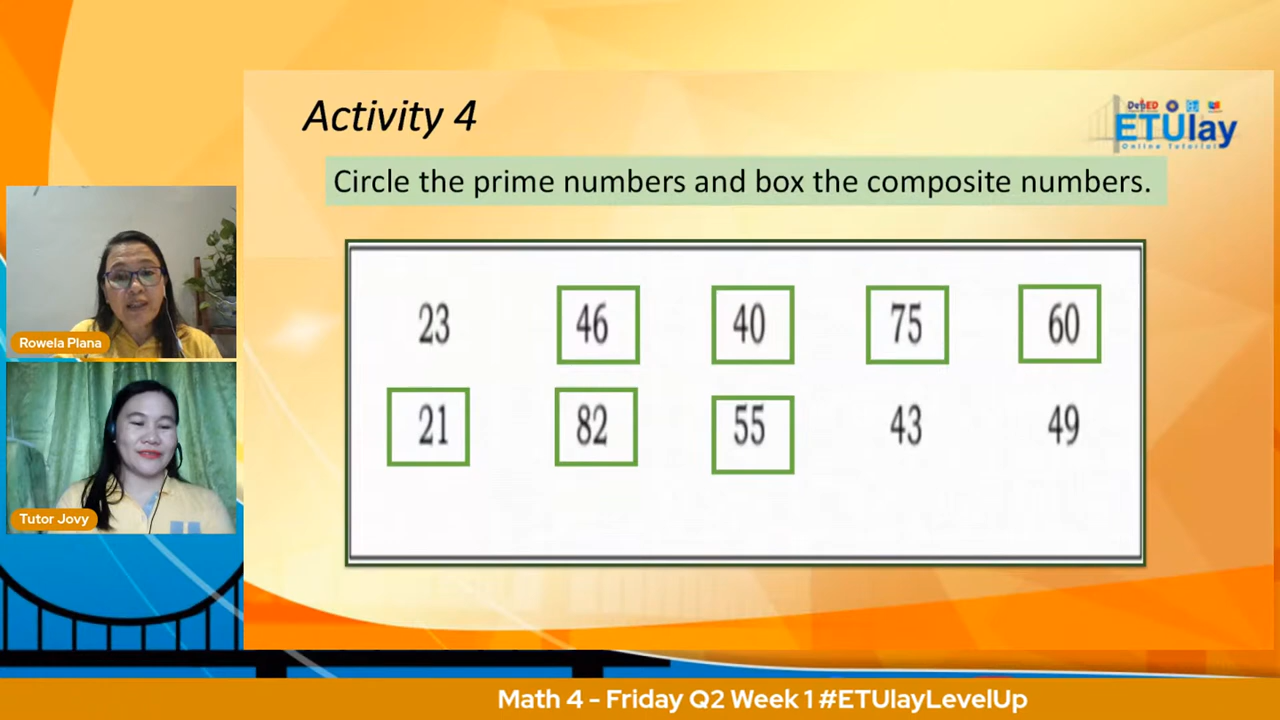 Activity 4
DepED
ETUlay
Online Tutorial
Circle the prime numbers and box the composite numbers.
23 46 40 75 60
21 82 55 43 49
Rowela Plana
Tutor Jovy
Math 4 - Friday Q2 Week 1 #ETUlayLevelUp